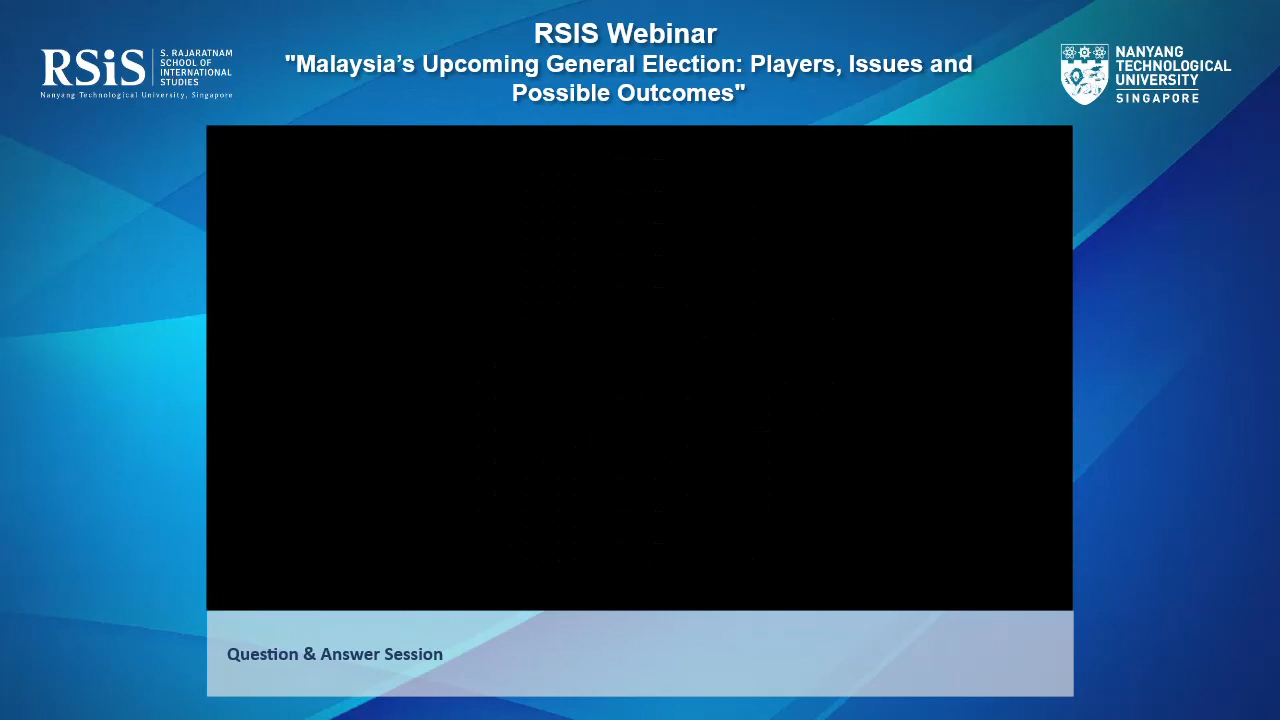 RSIS Webinar
"Malaysia’s Upcoming General Election: Players, Issues and
Possible Outcomes"
RSiS
S. RAJARATNAM
SCHOOL OF
INTERNATIONAL
STUDIES
Nanyang Technological University, Singapore
NANYANG
TECHNOLOGICAL
UNIVERSITY
SINGAPORE
Question & Answer Session